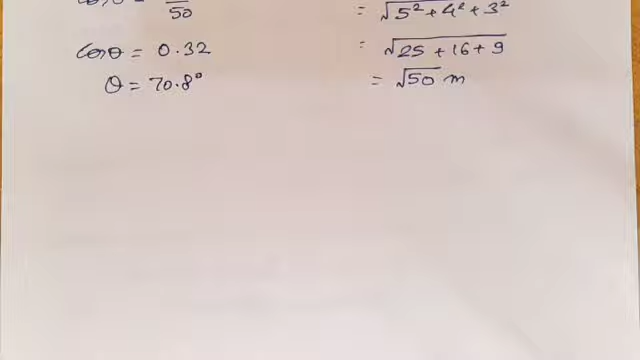 50
cosθ = 0.32
θ = 70.8°
= √5² + 4² + 3²
= √25 + 16 + 9
= √50 m